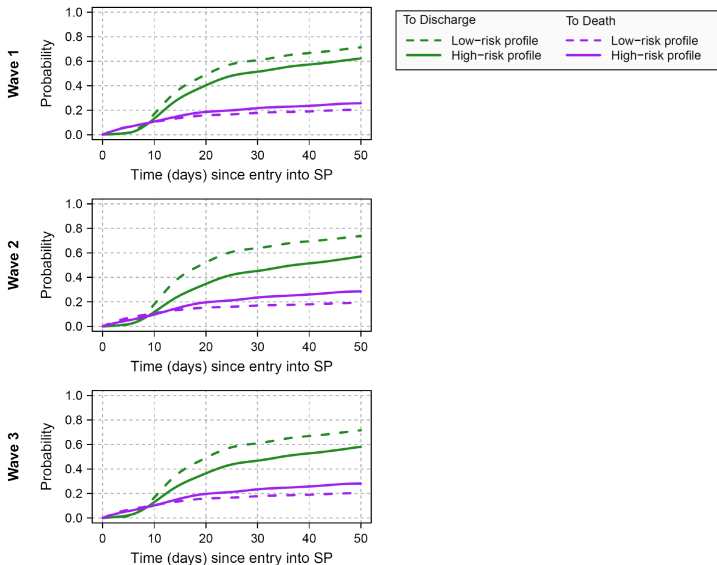 To Discharge
To Death
Low-risk profile
High-risk profile
Low-risk profile
High-risk profile
Wave 1
Probability
1.0
0.8
0.6
0.4
0.2
0.0
0 10 20 30 40 50
Time (days) since entry into SP
Wave 2
Probability
1.0
0.8
0.6
0.4
0.2
0.0
0 10 20 30 40 50
Time (days) since entry into SP
Wave 3
Probability
1.0
0.8
0.6
0.4
0.2
0.0
0 10 20 30 40 50
Time (days) since entry into SP